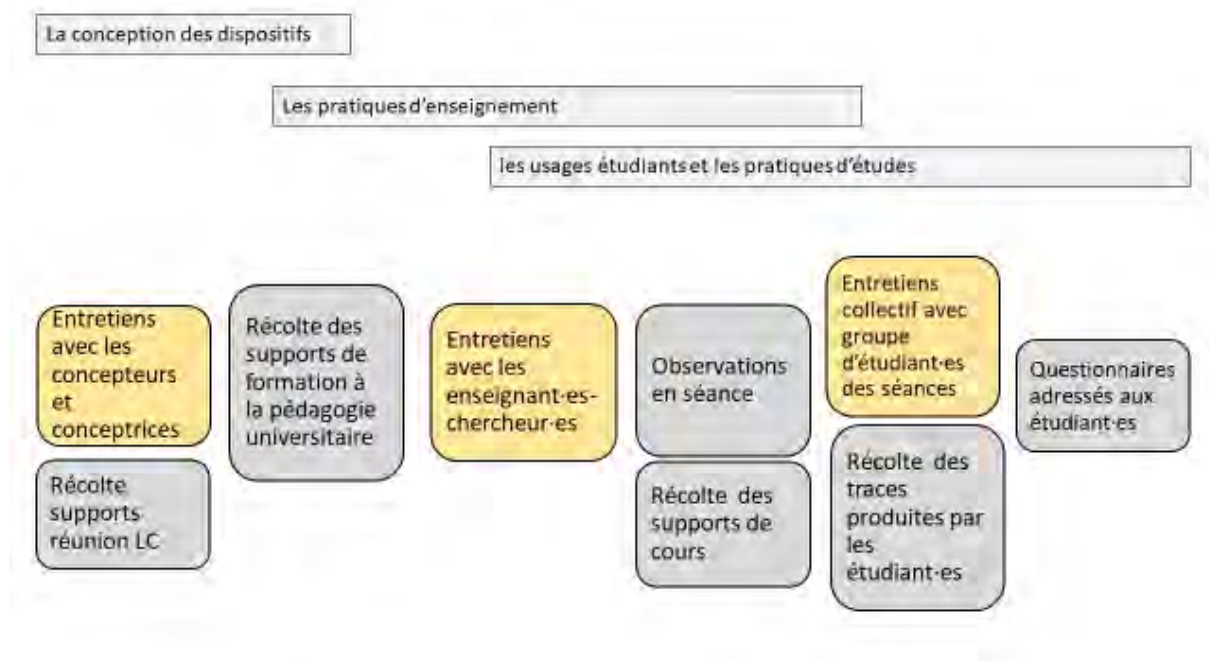 La conception des dispositifs
Les pratiques d'enseignement
les usages étudiants et les pratiques d'études
Entretiens
avec les
concepteurs
et
conceptrices
Récolte
supports
réunion LC
Récolte des
supports de
formation à
la pédagogie
universitaire
Entretiens
avec les
enseignant·es-
chercheur·es
Observations
en séance
Récolte des
supports de
cours
Entretiens
collectif avec
groupe
d'étudiant·es
des séances
Récolte des
traces
produites par
les
étudiant·es
Questionnaires
adressés aux
étudiant·es